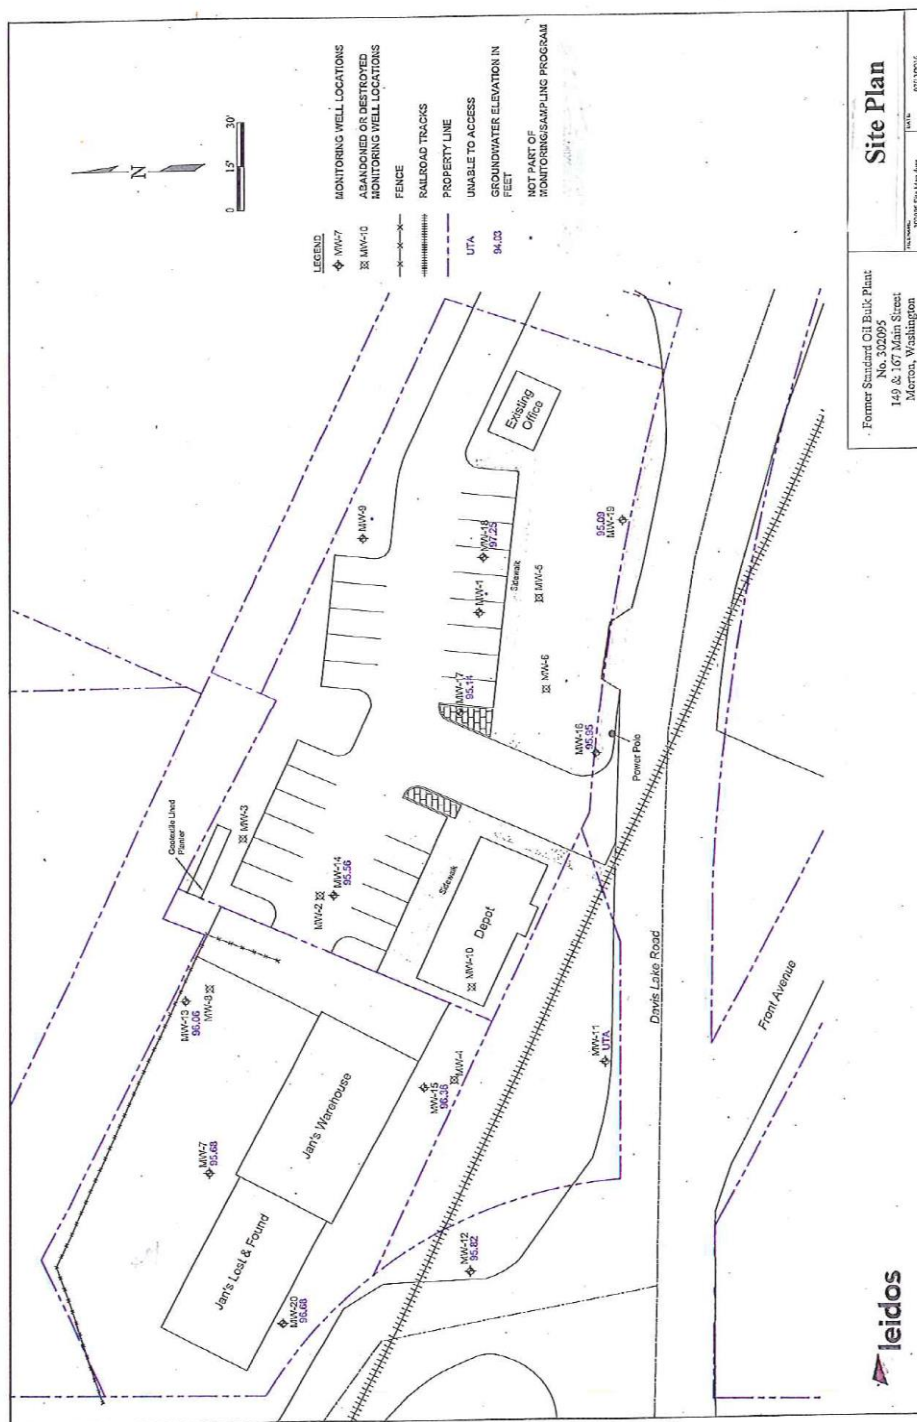 N
0 15' 30'
LEGEND
MW-7 MONITORING WELL LOCATIONS
MW-10 ABANDONED OR DESTROYED
MONITORING WELL LOCATIONS
FENCE
RAILROAD TRACKS
PROPERTY LINE
UTA UNABLE TO ACCESS
94.03 GROUNDWATER ELEVATION IN
FEET
* NOT PART OF
MONITORING/SAMPLING PROGRAM
Geotextile Lined
Planter
MW-3
MW-9
MW-13
96.06
MW-8
MW-2
MW-14
95.56
MW-7
95.68
Jan's Lost & Found
Jan's Warehouse
MW-20
MW-15
MW-4
MW-12
95.82
MW-10
Depot
Sidewalk
MW-17
95.14
MW-1
MW-18
97.25
Sidewalk
MW-6
MW-5
Existing
Office
MW-16
95.95
Power Pole
95.09
MW-19
MW-11
UTA
Davis Lake Road
Front Avenue
leidos
Former Standard Oil Bulk Plant
No. 302095
149 & 167 Main Street
Morton, Washington
Site Plan
DATE